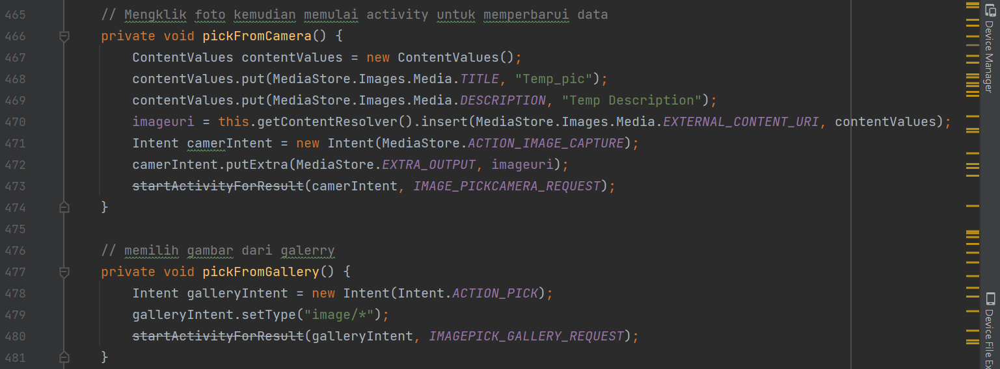 465 // Mengklik foto kemudian memulai activity untuk memperbarui data
466 private void pickFromCamera() {
467 ContentValues contentValues = new ContentValues();
468 contentValues.put(MediaStore.Images.Media.TITLE, "Temp_pic");
469 contentValues.put(MediaStore.Images.Media.DESCRIPTION, "Temp Description");
470 imageuri = this.getContentResolver().insert(MediaStore.Images.Media.EXTERNAL_CONTENT_URI, contentValues);
471 Intent camerIntent = new Intent(MediaStore.ACTION_IMAGE_CAPTURE);
472 camerIntent.putExtra(MediaStore.EXTRA_OUTPUT, imageuri);
473 startActivityForResult(camerIntent, IMAGE_PICKCAMERA_REQUEST);
474 }
475
476 // memilih gambar dari galerry
477 private void pickFromGallery() {
478 Intent galleryIntent = new Intent(Intent.ACTION_PICK);
479 galleryIntent.setType("image/*");
480 startActivityForResult(galleryIntent, IMAGEPICK_GALLERY_REQUEST);
481 }
Device Manager
Device File Ex